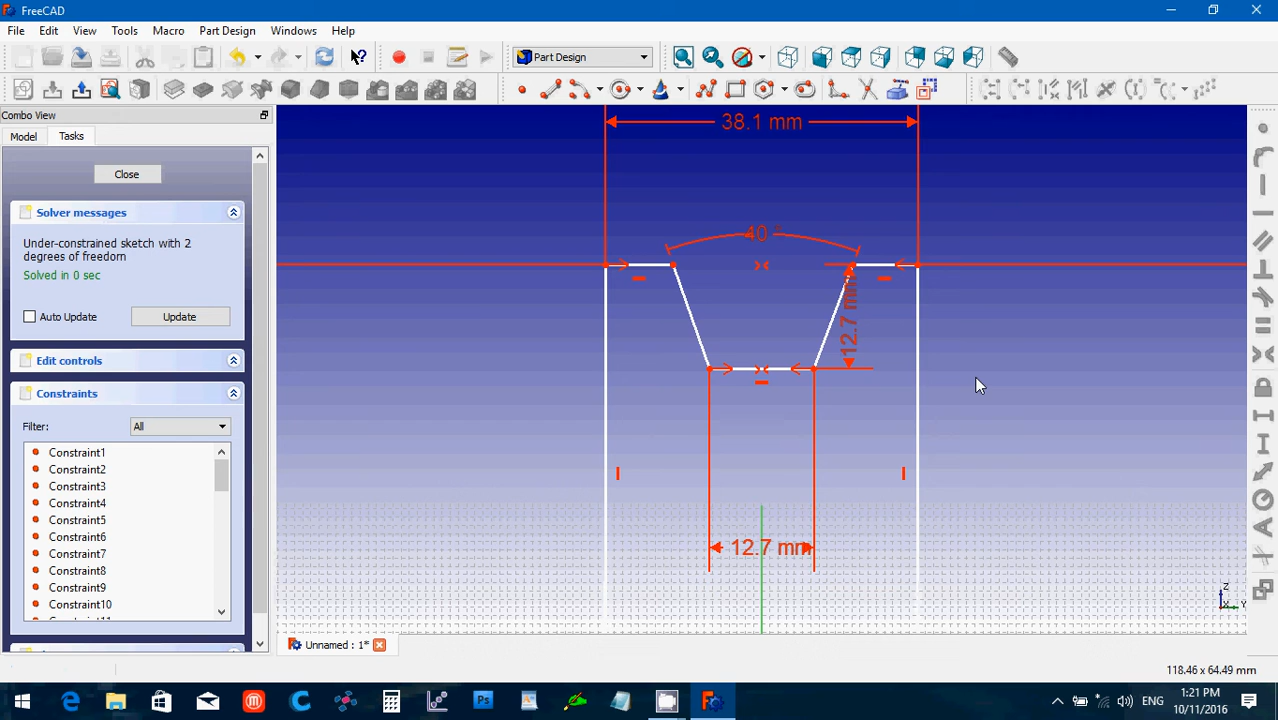 FreeCAD
File Edit View Tools Macro Part Design Windows Help
Part Design
Combo View
Model Tasks
Close
Solver messages
Under-constrained sketch with 2
degrees of freedom
Solved in 0 sec
Auto Update Update
Edit controls
Constraints
Filter: All
Constraint1
Constraint2
Constraint3
Constraint4
Constraint5
Constraint6
Constraint7
Constraint8
Constraint9
Constraint10
38.1 mm
40 °
12.7 mm
12.7 mm
Z
X Y
Unnamed : 1*
118.46 x 64.49 mm
ENG
1:21 PM
10/11/2016